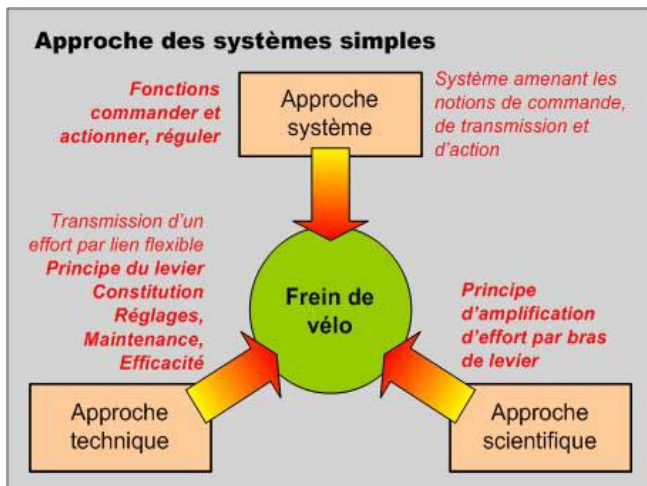 Approche des systèmes simples
Fonctions
commander et
actionner, réguler
Approche
système
Système amenant les
notions de commande,
de transmission et
d'action
Transmission d'un
effort par lien flexible
Principe du levier
Constitution
Réglages,
Maintenance,
Efficacité
Frein de
vélo
Principe
d'amplification
d'effort par bras
de levier
Approche
technique
Approche
scientifique